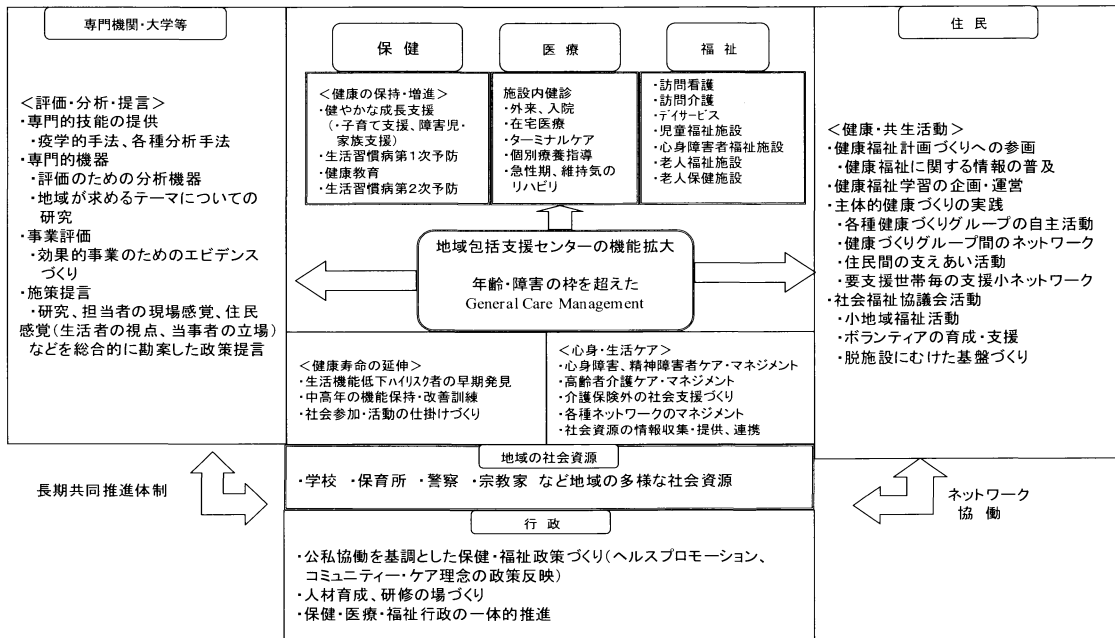 専門機関・大学等
＜評価・分析・提言＞
・専門的技能の提供
・疫学的手法、各種分析手法
・専門的機器
・評価のための分析機器
・地域が求めるテーマについての
研究
・事業評価
・効果的事業のためのエビデンス
づくり
・施策提言
・研究、担当者の現場感覚、住民
感覚(生活者の視点、当事者の立場)
などを総合的に勘案した政策提言
保 健
＜健康の保持・増進＞
・健やかな成長支援
(・子育て支援、障害児・
家族支援)
・生活習慣病第1次予防
・健康教育
・生活習慣病第2次予防
医 療
施設内健診
・外来、入院
・在宅医療
・ターミナルケア
・個別療養指導
・急性期、維持気の
リハビリ
福 祉
・訪問看護
・訪問介護
・デイサービス
・児童福祉施設
・心身障害者福祉施設
・老人福祉施設
・老人保健施設
地域包括支援センターの機能拡大
年齢・障害の枠を超えた
General Care Management
＜健康寿命の延伸＞
・生活機能低下ハイリスク者の早期発見
・中高年の機能保持・改善訓練
・社会参加・活動の仕掛けづくり
＜心身・生活ケア＞
・心身障害、精神障害者ケア・マネジメント
・高齢者介護ケア・マネジメント
・介護保険外の社会支援づくり
・各種ネットワークのマネジメント
・社会資源の情報収集・提供、連携
住 民
＜健康・共生活動＞
・健康福祉計画づくりへの参画
・健康福祉に関する情報の普及
・健康福祉学習の企画・運営
・主体的健康づくりの実践
・各種健康づくりグループの自主活動
・健康づくりグループ間のネットワーク
・住民間の支えあい活動
・要支援世帯毎の支援小ネットワーク
・社会福祉協議会活動
・小地域福祉活動
・ボランティアの育成・支援
・脱施設にむけた基盤づくり
地域の社会資源
・学校 ・保育所 ・警察 ・宗教家 など地域の多様な社会資源
長期共同推進体制
ネットワーク
協 働
行 政
・公私協働を基調とした保健・福祉政策づくり(ヘルスプロモーション、
コミュニティー・ケア理念の政策反映)
・人材育成、研修の場づくり
・保健・医療・福祉行政の一体的推進